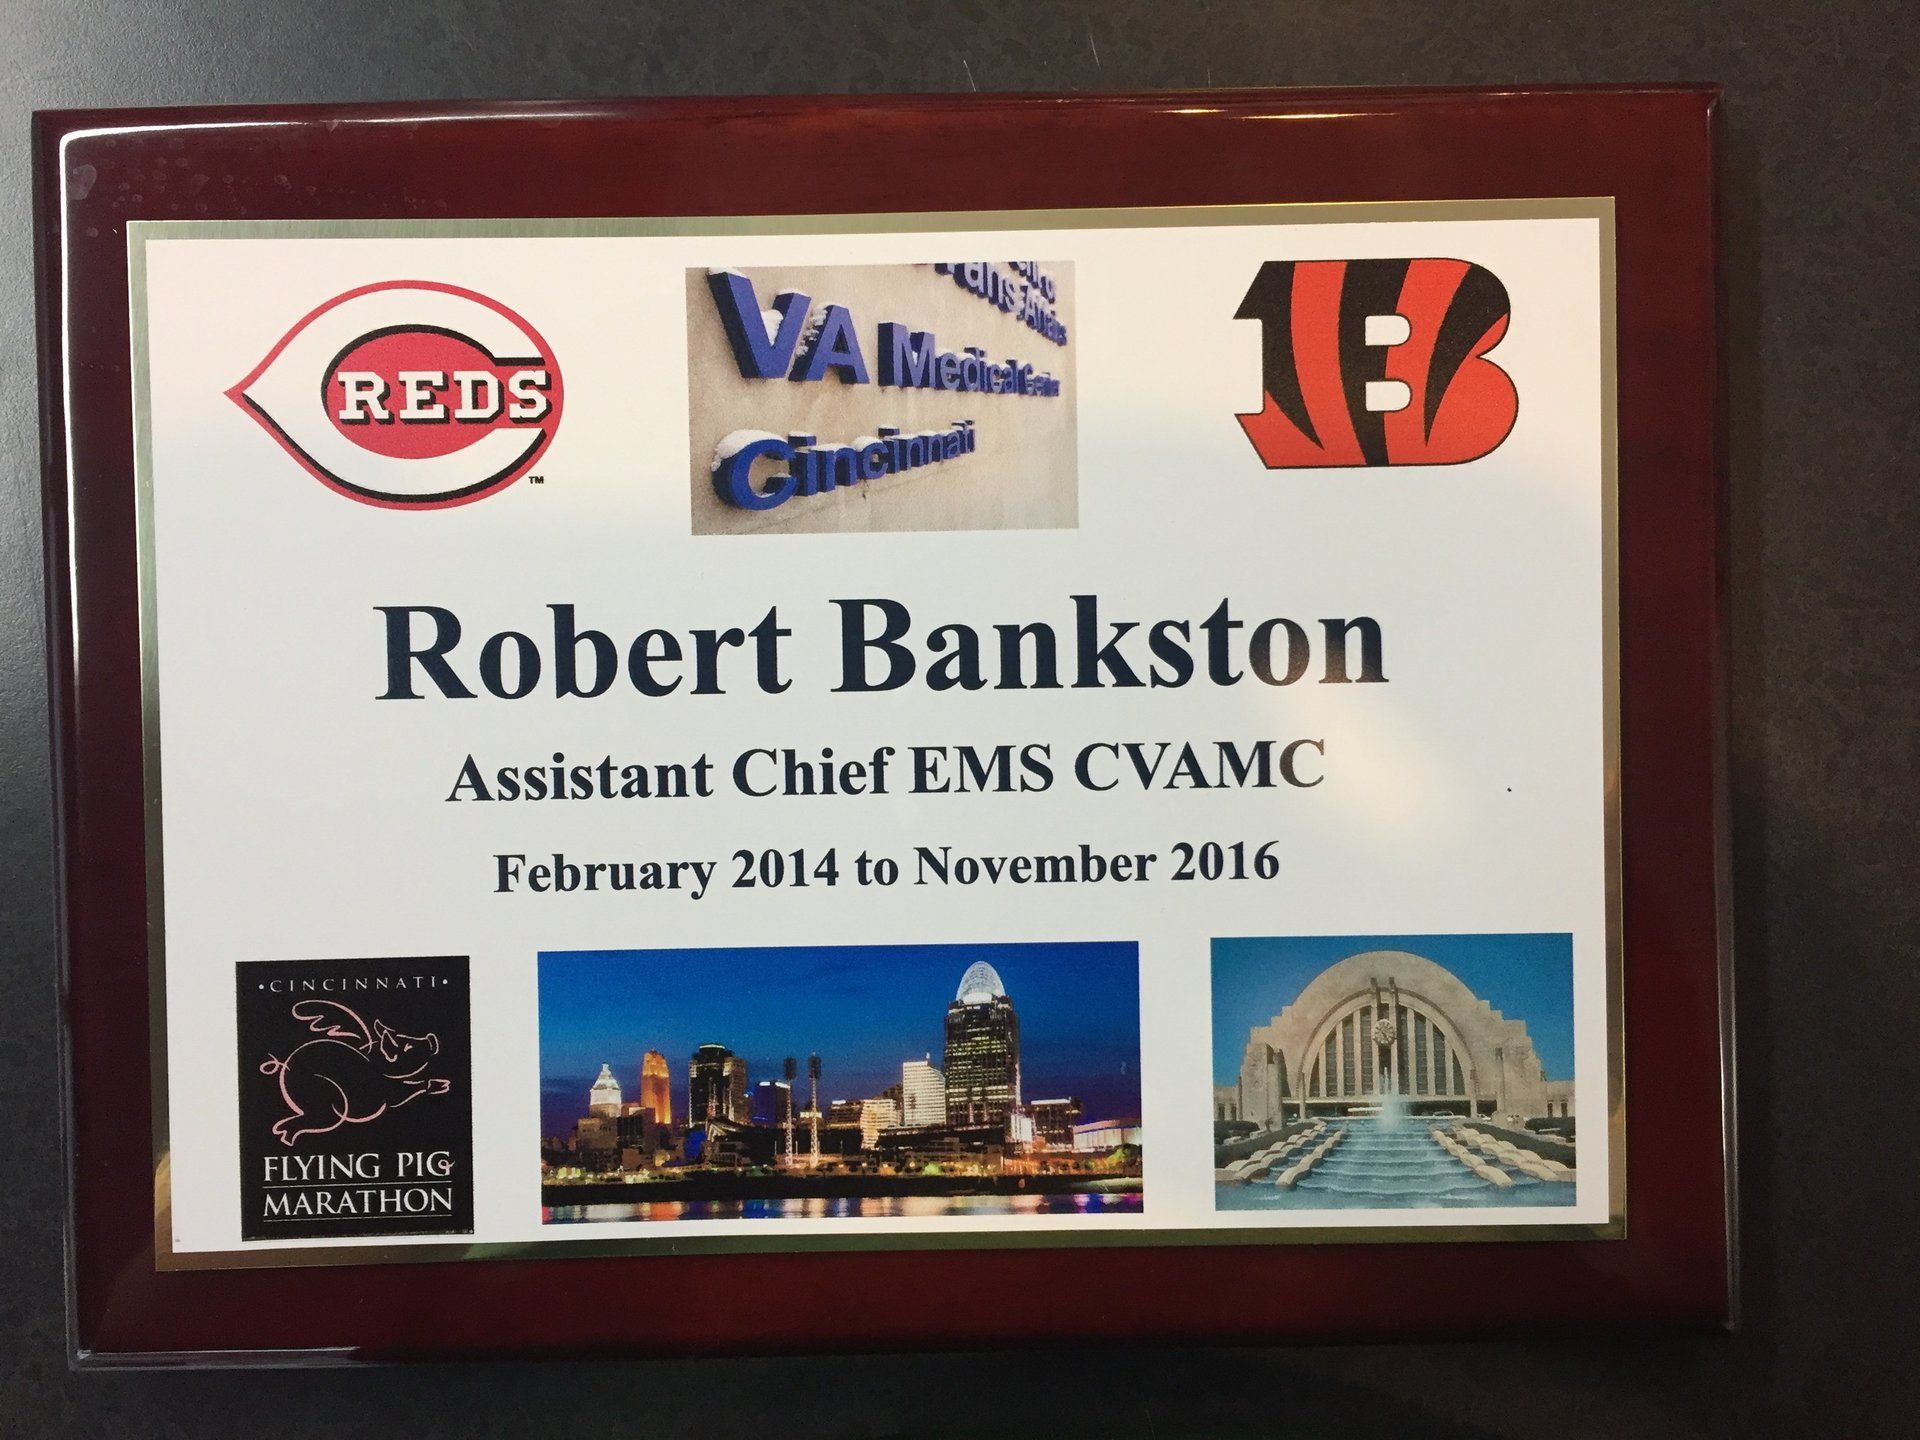 REDS
TM
VA Medical Center
Cincinnati
B
Robert Bankston
Assistant Chief EMS CVAMC
February 2014 to November 2016
•CINCINNATI•
FLYING PIG
MARATHON